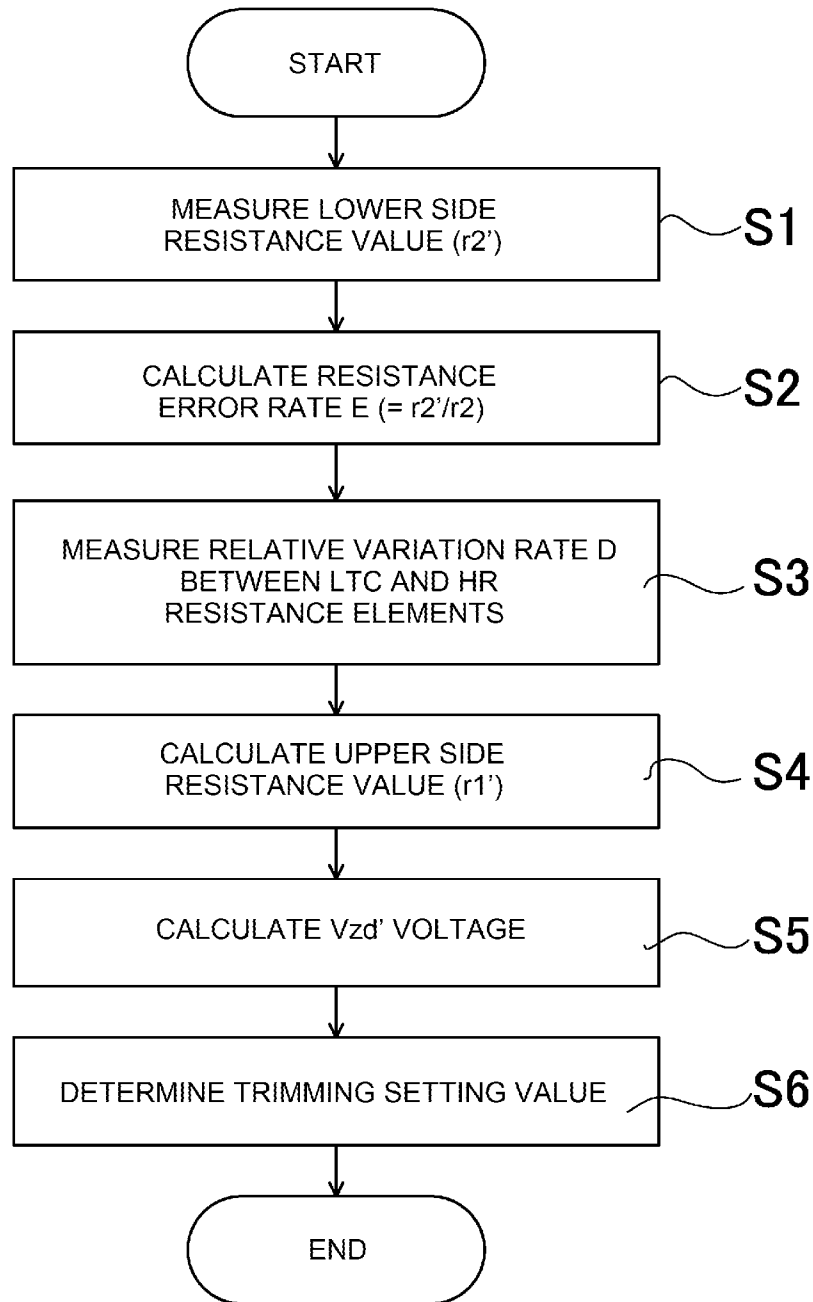 START
MEASURE LOWER SIDE
RESISTANCE VALUE (r2’)
S1
CALCULATE RESISTANCE
ERROR RATE E (= r2’/r2)
S2
MEASURE RELATIVE VARIATION RATE D
BETWEEN LTC AND HR
RESISTANCE ELEMENTS
S3
CALCULATE UPPER SIDE
RESISTANCE VALUE (r1’)
S4
CALCULATE Vzd’ VOLTAGE
S5
DETERMINE TRIMMING SETTING VALUE
S6
END